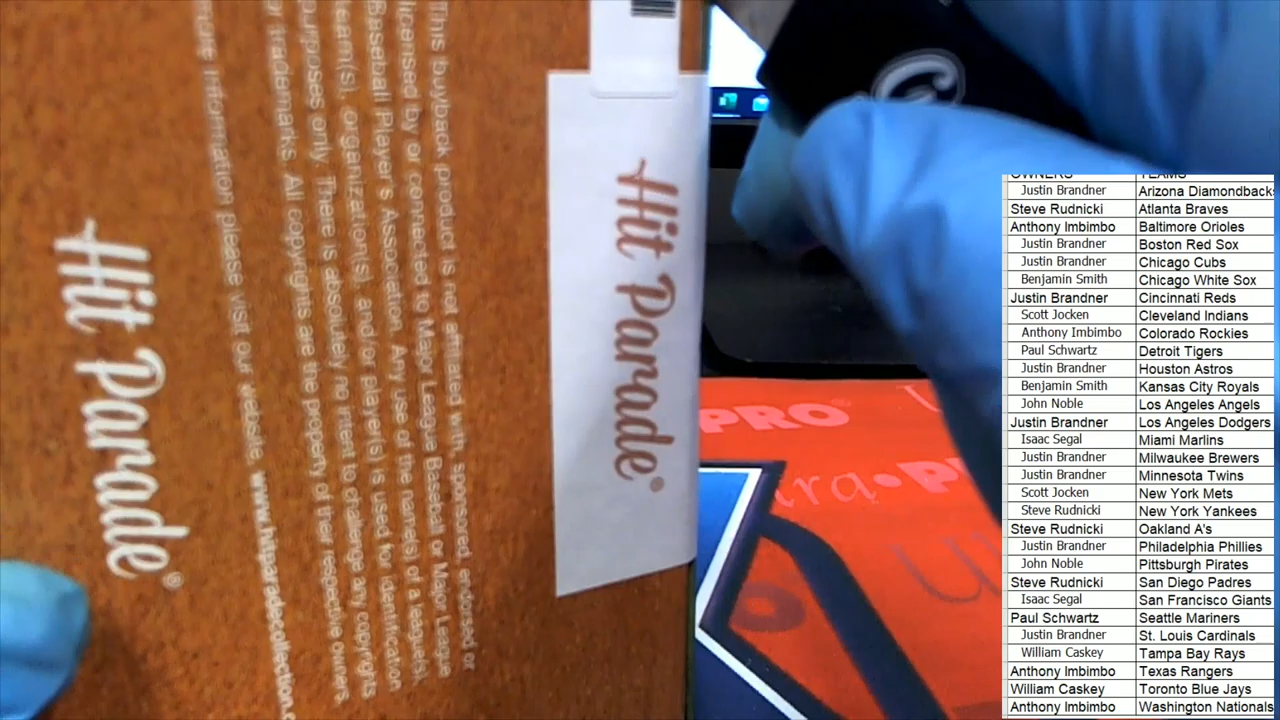 This buyback product is not affiliated with, sponsored, endorsed or
licensed by or connected to Major League Baseball or Major League
Baseball Player's Association. Any use of the name(s) of a league(s),
team(s), organization(s), and/or player(s) is used for identification
purposes only. There is absolutely no intent to challenge any copyrights
or trademarks. All copyrights are the property of their respective owners.
more information please visit our website, www.hitparadecollection.c
Hit Parade®
Hit Parade®
PRO®
ra•P
OWNERS TEAMS
Justin Brandner Arizona Diamondbacks
Steve Rudnicki Atlanta Braves
Anthony Imbimbo Baltimore Orioles
Justin Brandner Boston Red Sox
Justin Brandner Chicago Cubs
Benjamin Smith Chicago White Sox
Justin Brandner Cincinnati Reds
Scott Jocken Cleveland Indians
Anthony Imbimbo Colorado Rockies
Paul Schwartz Detroit Tigers
Justin Brandner Houston Astros
Benjamin Smith Kansas City Royals
John Noble Los Angeles Angels
Justin Brandner Los Angeles Dodgers
Isaac Segal Miami Marlins
Justin Brandner Milwaukee Brewers
Justin Brandner Minnesota Twins
Scott Jocken New York Mets
Steve Rudnicki New York Yankees
Steve Rudnicki Oakland A's
Justin Brandner Philadelphia Phillies
John Noble Pittsburgh Pirates
Steve Rudnicki San Diego Padres
Isaac Segal San Francisco Giants
Paul Schwartz Seattle Mariners
Justin Brandner St. Louis Cardinals
William Caskey Tampa Bay Rays
Anthony Imbimbo Texas Rangers
William Caskey Toronto Blue Jays
Anthony Imbimbo Washington Nationals